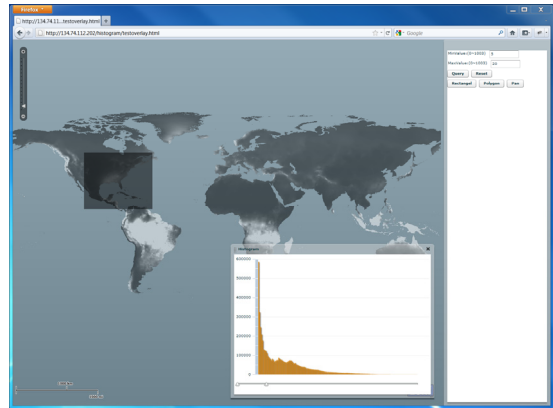 Firefox
http://134.74.11...testoverlay.html
http://134.74.112.202/histogram/testoverlay.html
Google
MinValue:(0~1000)
MaxValue:(0~1000) 20
Query Reset
Rectangel Polygon Pan
Histogram
600000
500000
400000
300000
200000
100000
0